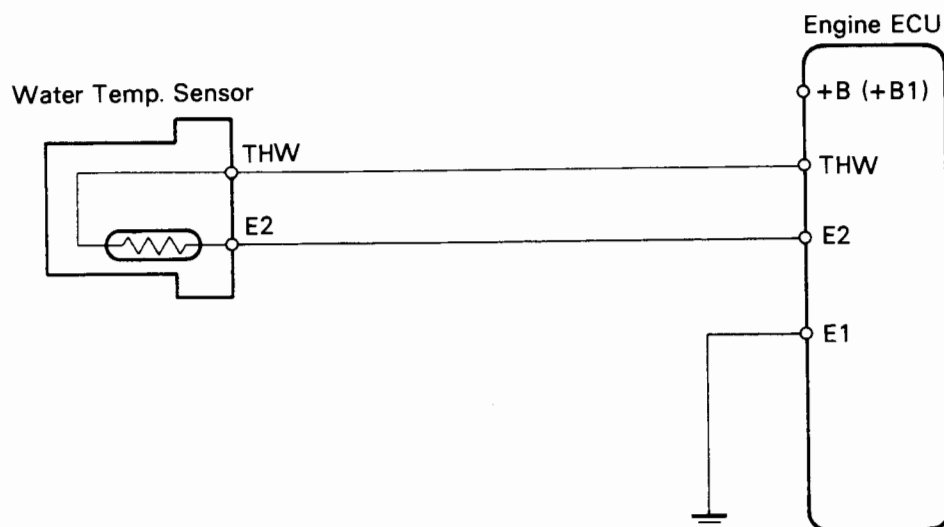 Engine ECU
Water Temp. Sensor
+B (+B1)
THW
THW
E2
E2
E1